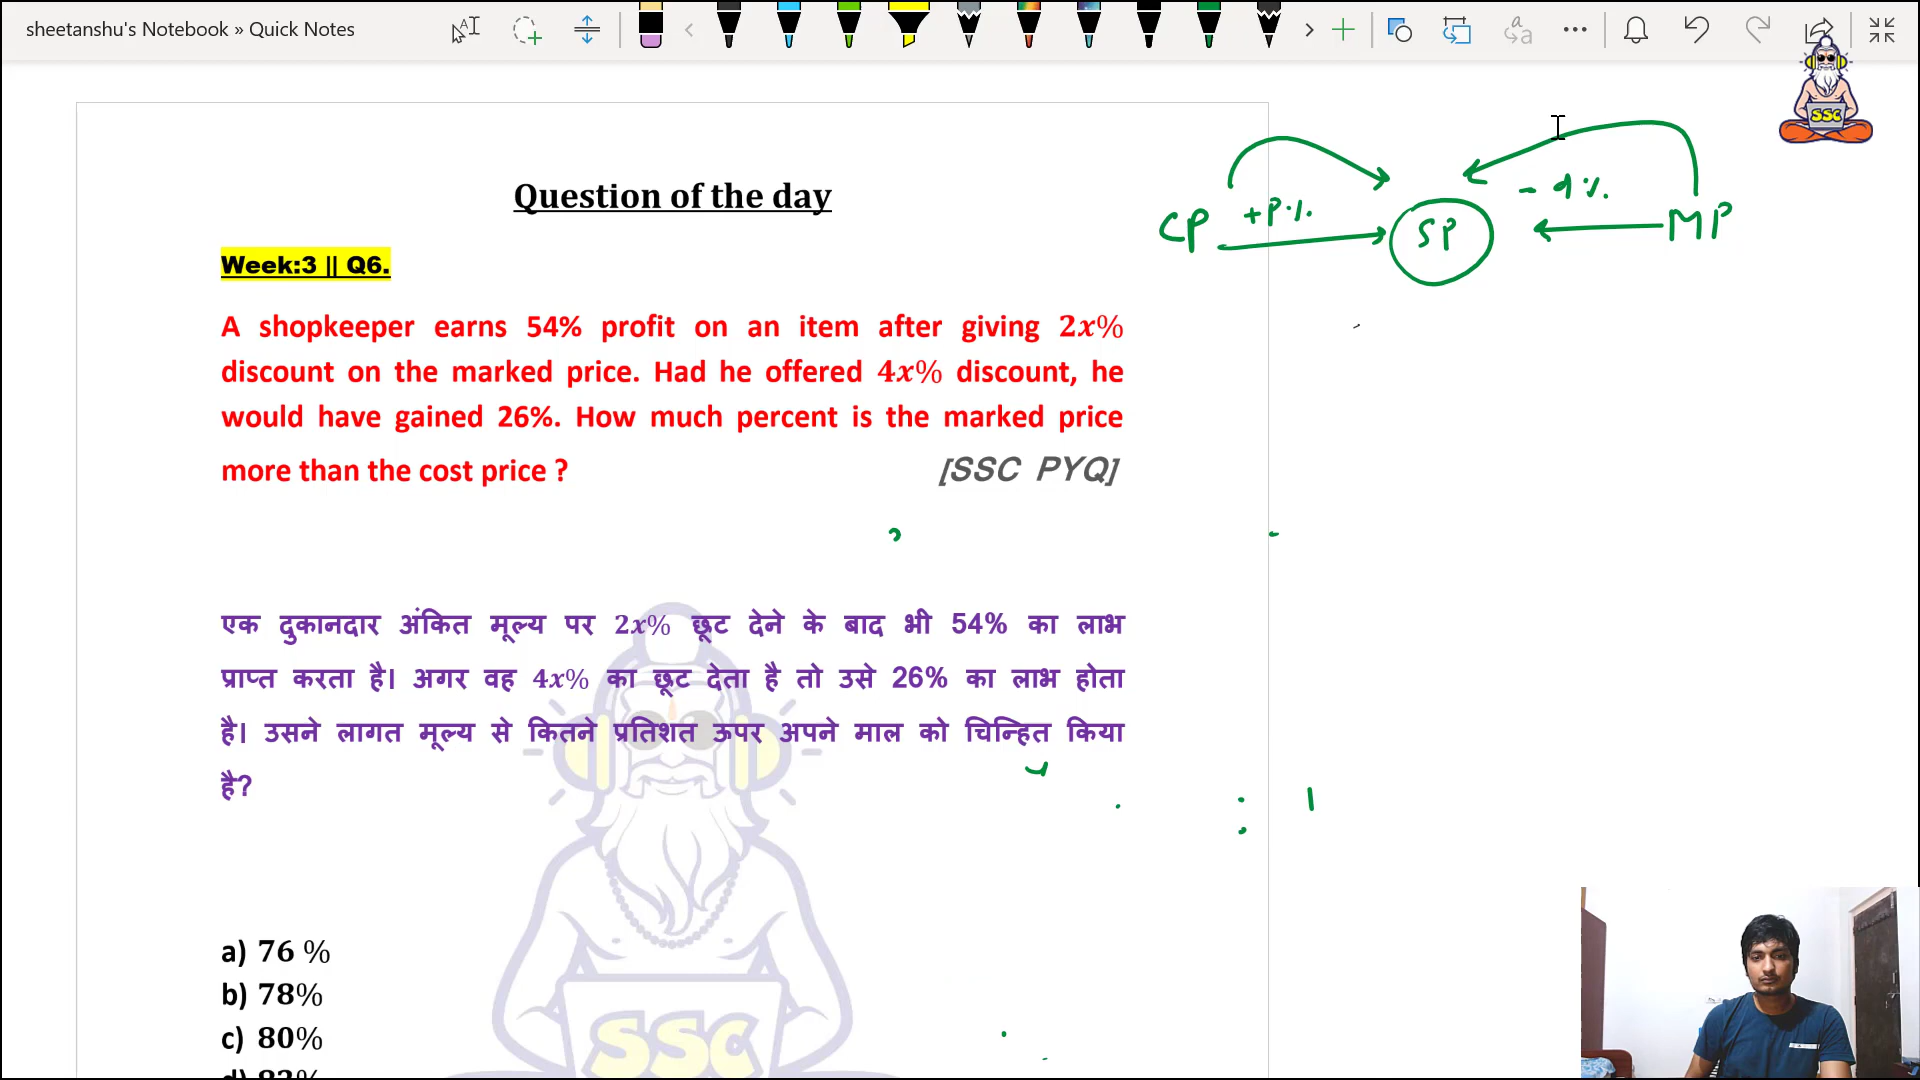 sheetanshu's Notebook » Quick Notes
SSC
Question of the day
CP +P% SP - d% MP
Week:3 || Q6.
A shopkeeper earns 54% profit on an item after giving 2x%
discount on the marked price. Had he offered 4x% discount, he
would have gained 26%. How much percent is the marked price
more than the cost price ? [SSC PYQ]
एक दुकानदार अंकित मूल्य पर 2x% छूट देने के बाद भी 54% का लाभ
प्राप्त करता है। अगर वह 4x% का छूट देता है तो उसे 26% का लाभ होता
है। उसने लागत मूल्य से कितने प्रतिशत ऊपर अपने माल को चिन्हित किया
है?
a) 76 %
b) 78%
c) 80%
SSC